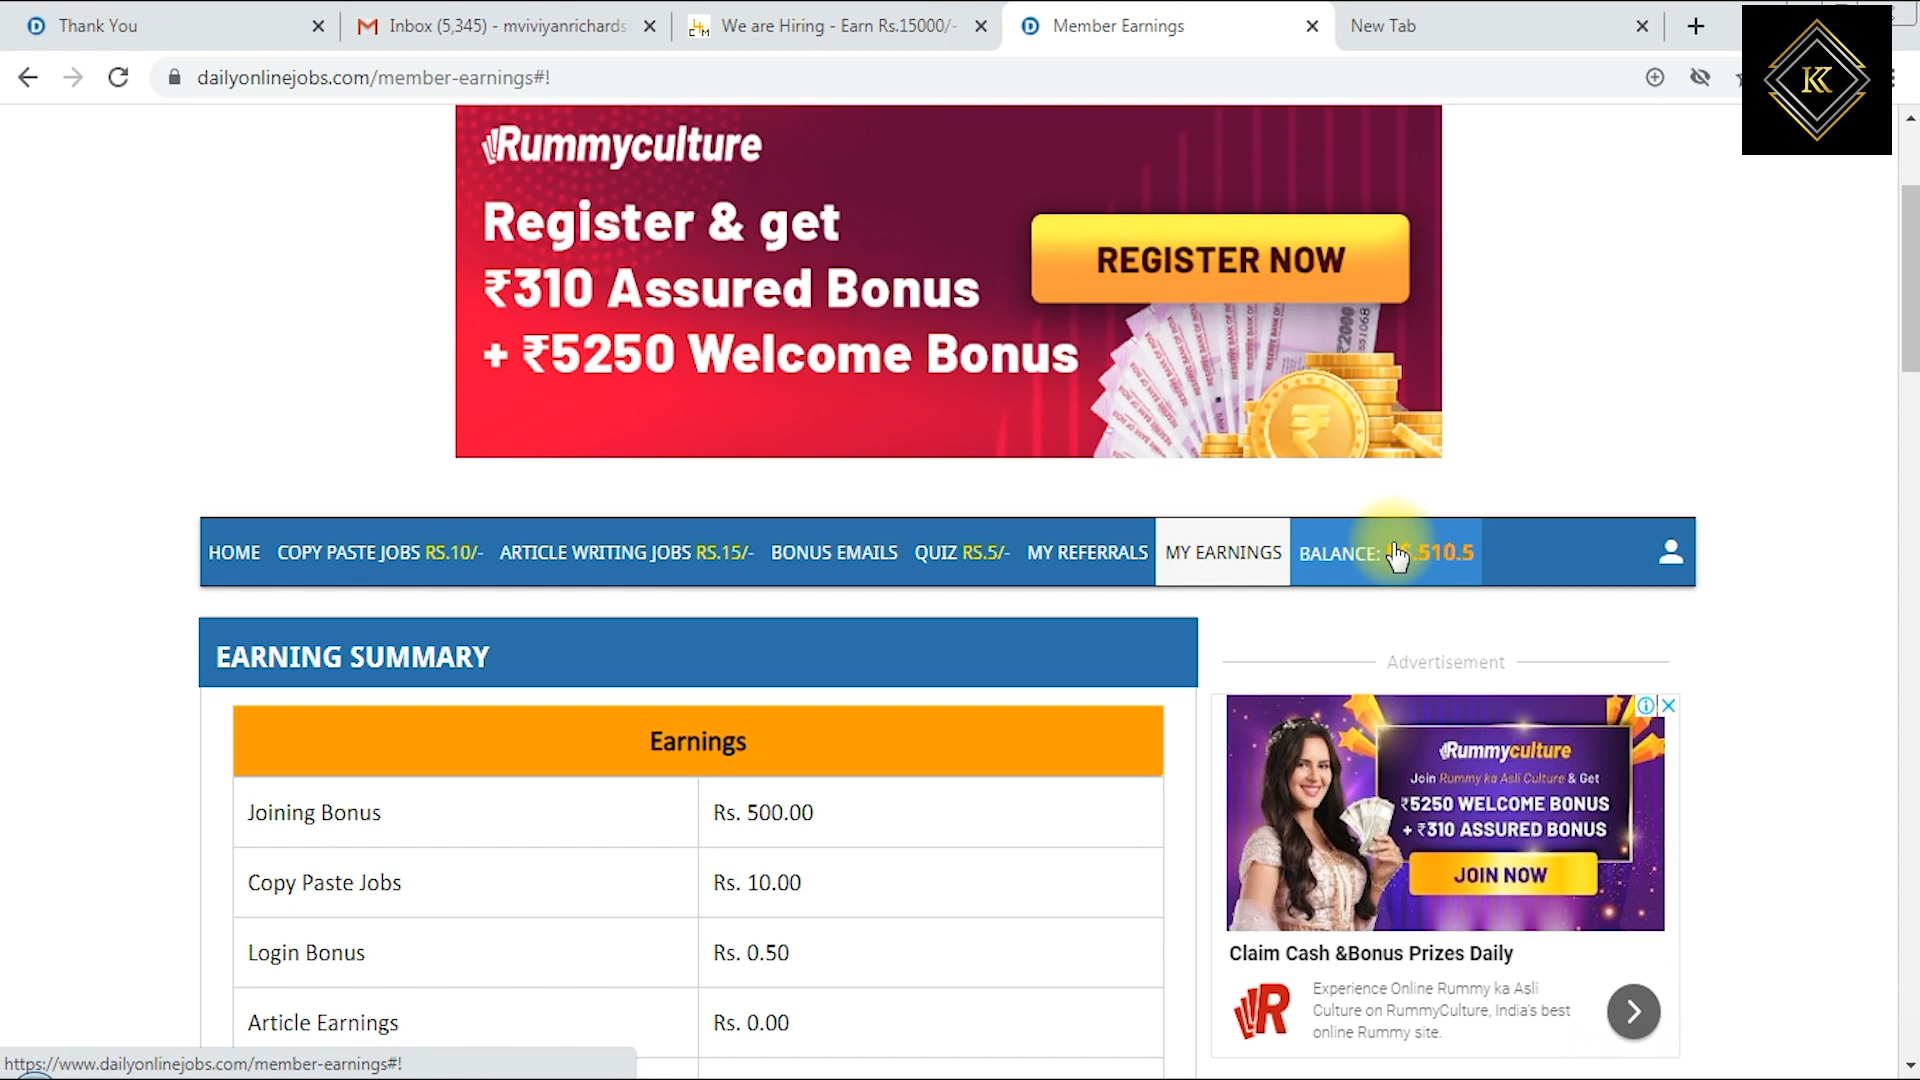 Thank You
Inbox (5,345) - mviviyanrichards
We are Hiring - Earn Rs.15000/-
Member Earnings
New Tab
dailyonlinejobs.com/member-earnings#!
KK
Rummyculture
Register & get
₹310 Assured Bonus
+ ₹5250 Welcome Bonus
REGISTER NOW
HOME COPY PASTE JOBS RS.10/- ARTICLE WRITING JOBS RS.15/- BONUS EMAILS QUIZ RS.5/- MY REFERRALS MY EARNINGS BALANCE: .510.5
EARNING SUMMARY
Advertisement
Earnings
Joining Bonus Rs. 500.00
Copy Paste Jobs Rs. 10.00
Login Bonus Rs. 0.50
Article Earnings Rs. 0.00
Rummyculture
Join Rummy ka Asli Culture & Get
₹5250 WELCOME BONUS
+ ₹310 ASSURED BONUS
JOIN NOW
Claim Cash &Bonus Prizes Daily
Experience Online Rummy ka Asli
Culture on RummyCulture, India's best
online Rummy site.
https://www.dailyonlinejobs.com/member-earnings#!